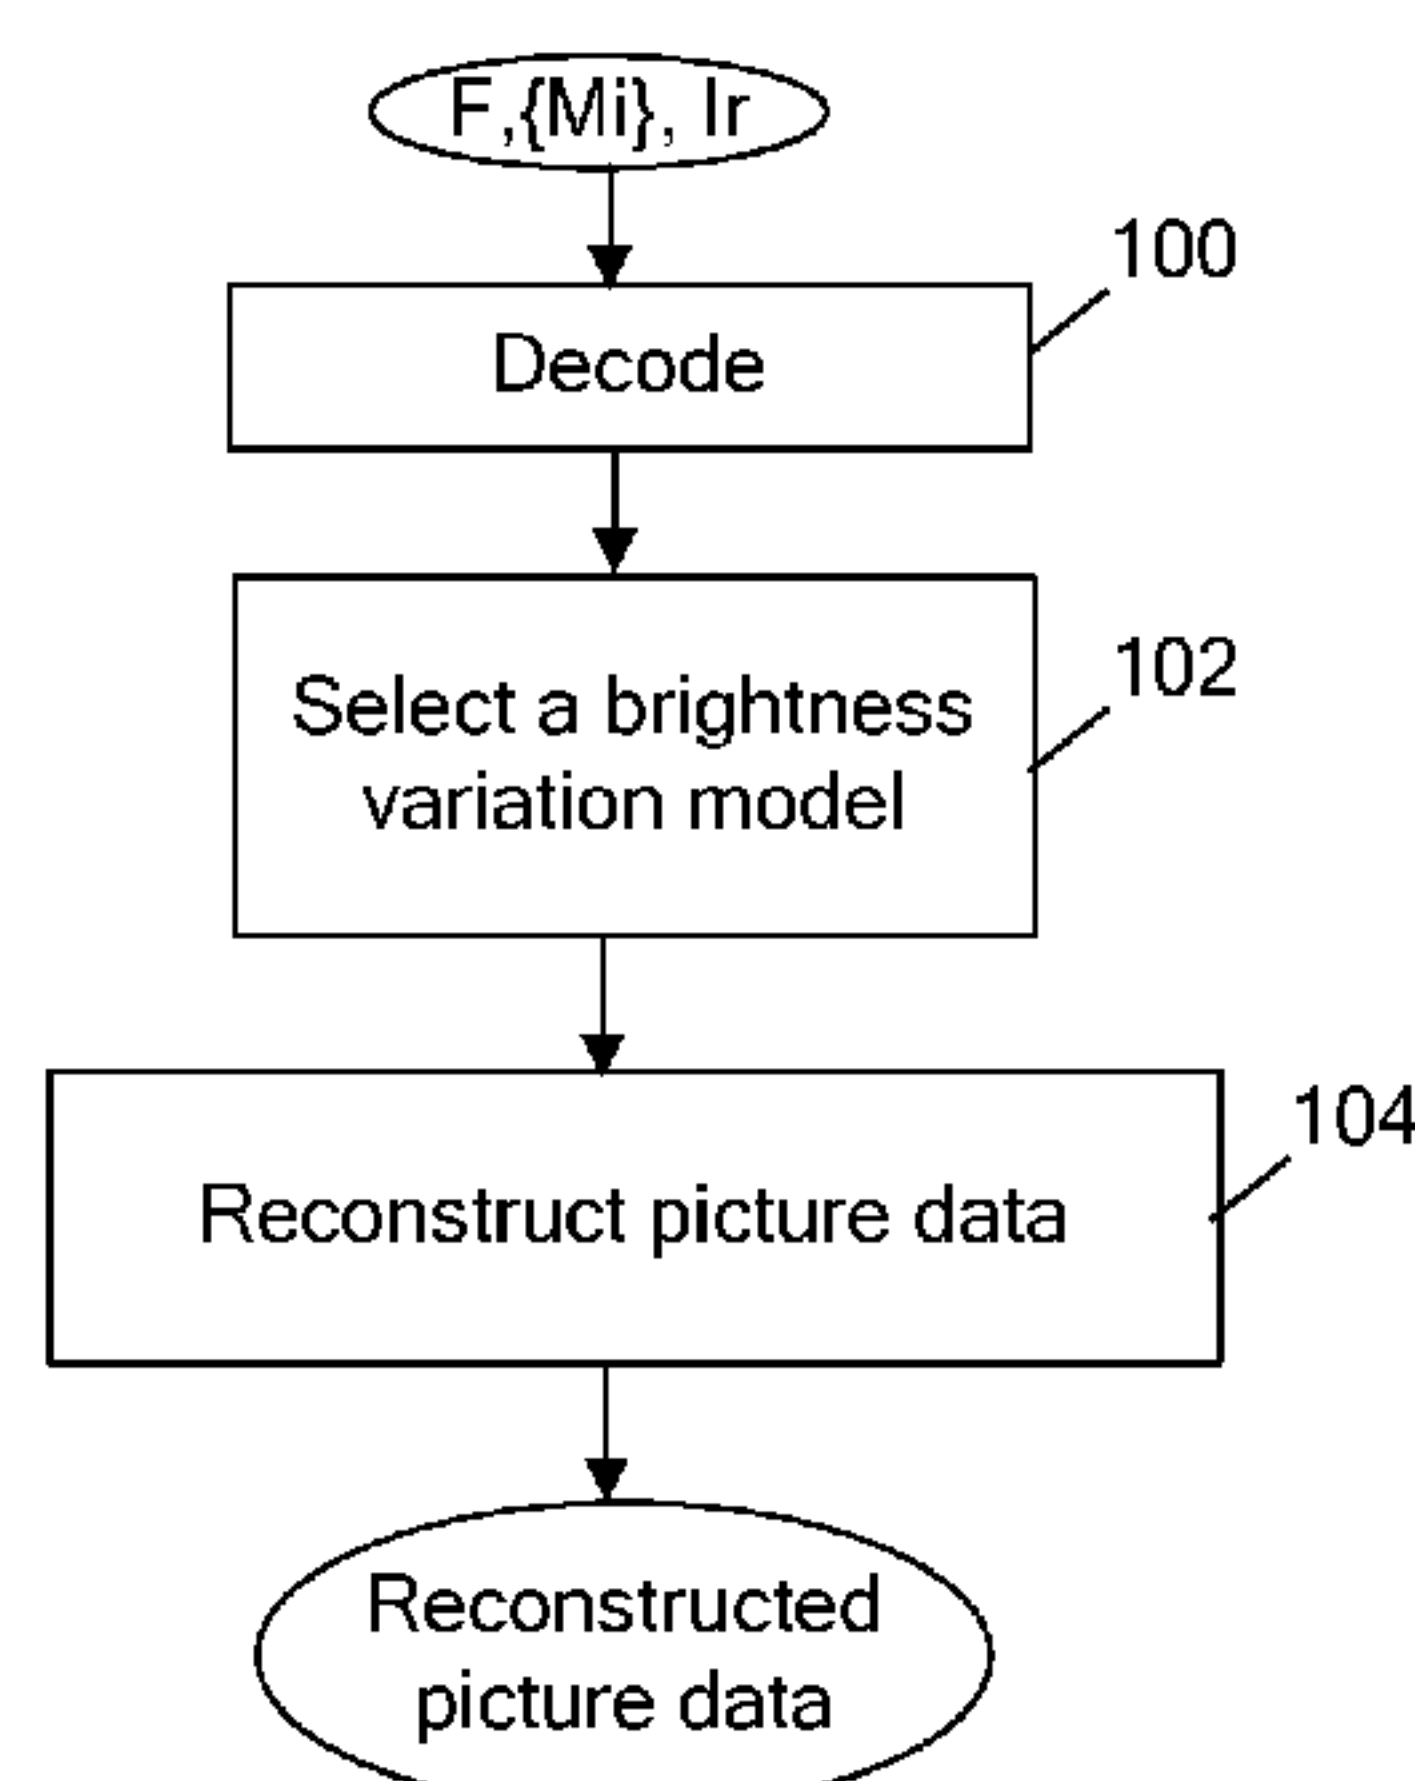 F,{Mi}, Ir
100
Decode
102
Select a brightness
variation model
104
Reconstruct picture data
Reconstructed
picture data